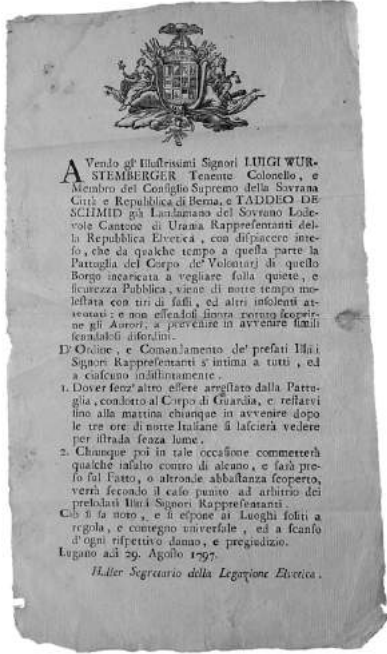 AVendo gl' Illustrissimi Signori LUIGI WUR-
STEMBERGER Tenente Colonello, e
Membro del Consiglio Supremo della Sovrana
Città e Repubblica di Berna, e TADDEO DE
SCHMID già Landamano del Sovrano Lode-
vole Cantone di Urania Rappresentanti del-
la Repubblica Elvetica, con dispiacere inte-
so, che da qualche tempo a questa parte la
Pattuglia del Corpo de' Volontarj di questo
Borgo incaricata a vegliare sulla quiete, e
sicurezza Pubblica, viene di notte tempo mo-
lestata con tiri di sassi, ed altri insolenti at-
tentati: e non essendosi finora potuto scoprir-
ne gli Autori, a prevenire in avvenire simili
scandalosi disordini.
D' Ordine, e Comandamento de' prefati Illmi
Signori Rappresentanti s' intima a tutti, ed
a ciascuno indistintamente.
1. Dover senz' altro essere arrestato dalla Pattu-
glia, condotto al Corpo di Guardia, e restarvi
fino alla mattina chiunque in avvenire dopo
le tre ore di notte Italiane si lascierà vedere
per istrada senza lume.
2. Chiunque poi in tale occasione commetterà
qualche insulto contro di alcuno, e sarà pre-
so sul Fatto, o altronde abbastanza scoperto,
verrà secondo il caso punito ad arbitrio dei
prelodati Illmi Signori Rappresentanti.
Ciò si fa noto, e si espone ai Luoghi soliti a
regola, e contegno universale, ed a scanso
d' ogni rispettivo danno, e pregiudizio.
Lugano adì 29. Agosto 1797.
Haller Segretario della Legazione Elvetica.